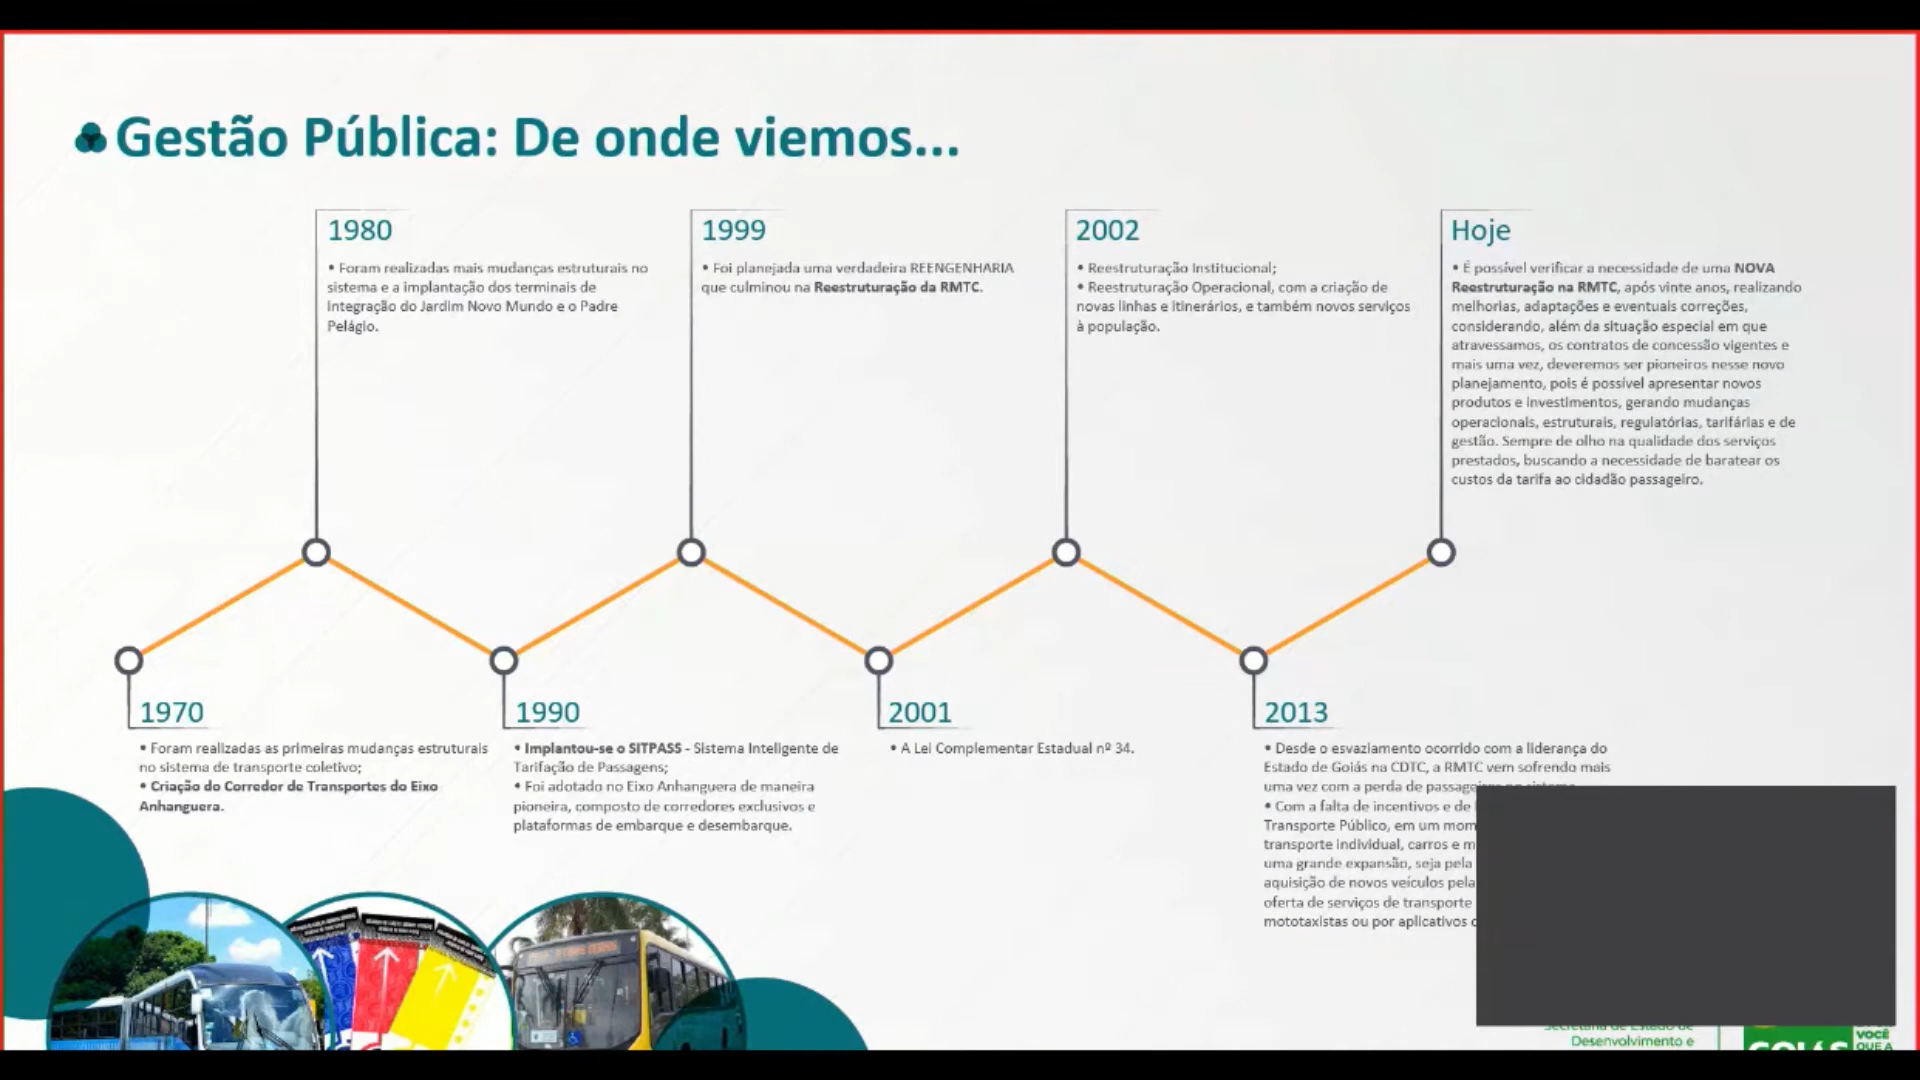 Gestão Pública: De onde viemos...
1980
• Foram realizadas mais mudanças estruturais no
sistema e a implantação dos terminais de
Integração do Jardim Novo Mundo e o Padre
Pelágio.
1999
• Foi planejada uma verdadeira REENGENHARIA
que culminou na Reestruturação da RMTC.
2002
• Reestruturação Institucional;
• Reestruturação Operacional, com a criação de
novas linhas e itinerários, e também novos serviços
à população.
Hoje
• É possível verificar a necessidade de uma NOVA
Reestruturação na RMTC, após vinte anos, realizando
melhorias, adaptações e eventuais correções,
considerando, além da situação especial em que
atravessamos, os contratos de concessão vigentes e
mais uma vez, deveremos ser pioneiros nesse novo
planejamento, pois é possível apresentar novos
produtos e investimentos, gerando mudanças
operacionais, estruturais, regulatórias, tarifárias e de
gestão. Sempre de olho na qualidade dos serviços
prestados, buscando a necessidade de baratear os
custos da tarifa ao cidadão passageiro.
1970
• Foram realizadas as primeiras mudanças estruturais
no sistema de transporte coletivo;
• Criação do Corredor de Transportes do Eixo
Anhanguera.
1990
• Implantou-se o SITPASS - Sistema Inteligente de
Tarifação de Passagens;
• Foi adotado no Eixo Anhanguera de maneira
pioneira, composto de corredores exclusivos e
plataformas de embarque e desembarque.
2001
• A Lei Complementar Estadual nº 34.
2013
• Desde o esvaziamento ocorrido com a liderança do
Estado de Goiás na CDTC, a RMTC vem sofrendo mais
uma vez com a perda de
• Com a falta de incentivos e de
Transporte Público, em um
transporte individual, carros e
uma grande expansão, seja pela
aquisição de novos veículos pela
oferta de serviços de transporte
mototaxistas ou por aplicativos
Secretaria de Estado de
Desenvolvimento e
GOIÁS
VOCÊ
QUE A